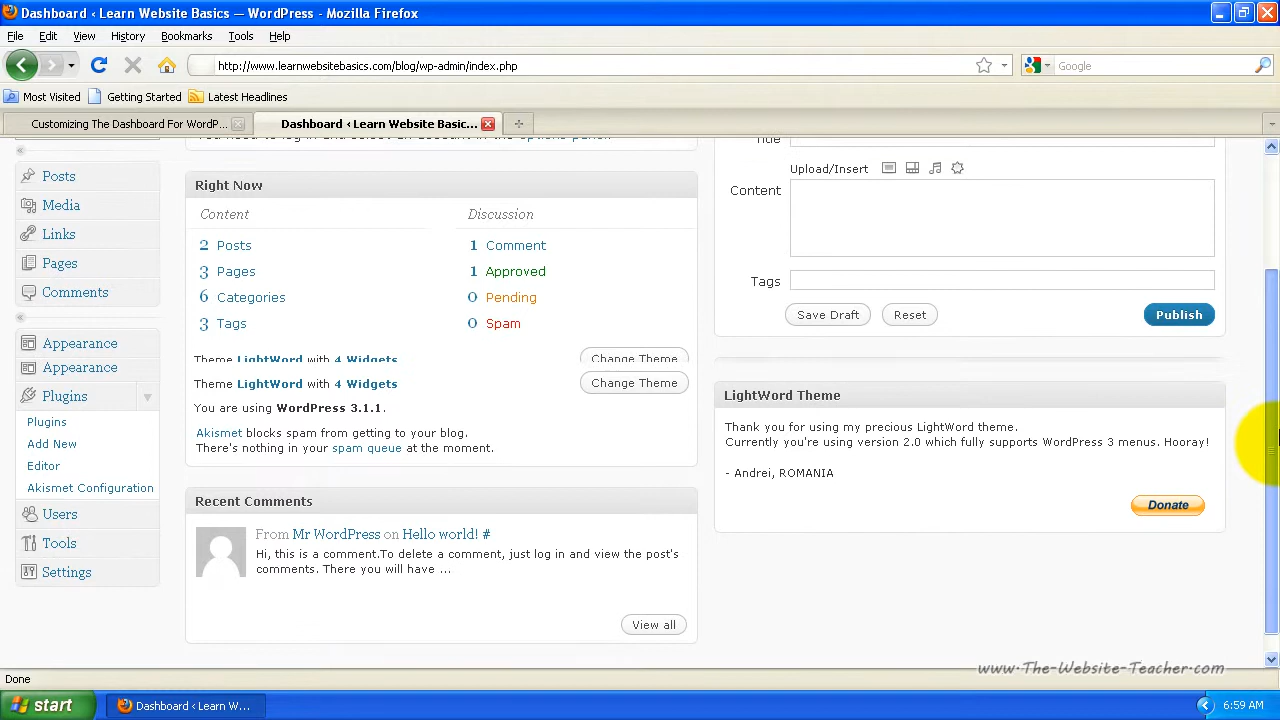 Dashboard ‹ Learn Website Basics — WordPress - Mozilla Firefox
File Edit View History Bookmarks Tools Help
http://www.learnwebsitebasics.com/blog/wp-admin/index.php
Google
Most Visited Getting Started Latest Headlines
Customizing The Dashboard For WordP...
Dashboard ‹ Learn Website Basic...
Posts
Media
Links
Pages
Comments
Appearance
Appearance
Plugins
Plugins
Add New
Editor
Akismet Configuration
Users
Tools
Settings
Right Now
Content
2 Posts
3 Pages
6 Categories
3 Tags
Discussion
1 Comment
1 Approved
0 Pending
0 Spam
Theme LightWord with 4 Widgets
Change Theme
Theme LightWord with 4 Widgets
Change Theme
You are using WordPress 3.1.1.
Akismet blocks spam from getting to your blog.
There's nothing in your spam queue at the moment.
Recent Comments
From Mr WordPress on Hello world! #
Hi, this is a comment.To delete a comment, just log in and view the post's
comments. There you will have ...
View all
Title
Upload/Insert
Content
Tags
Save Draft
Reset
Publish
LightWord Theme
Thank you for using my precious LightWord theme.
Currently you're using version 2.0 which fully supports WordPress 3 menus. Hooray!
- Andrei, ROMANIA
Donate
www.The-Website-Teacher.com
Done
start
Dashboard ‹ Learn W...
6:59 AM